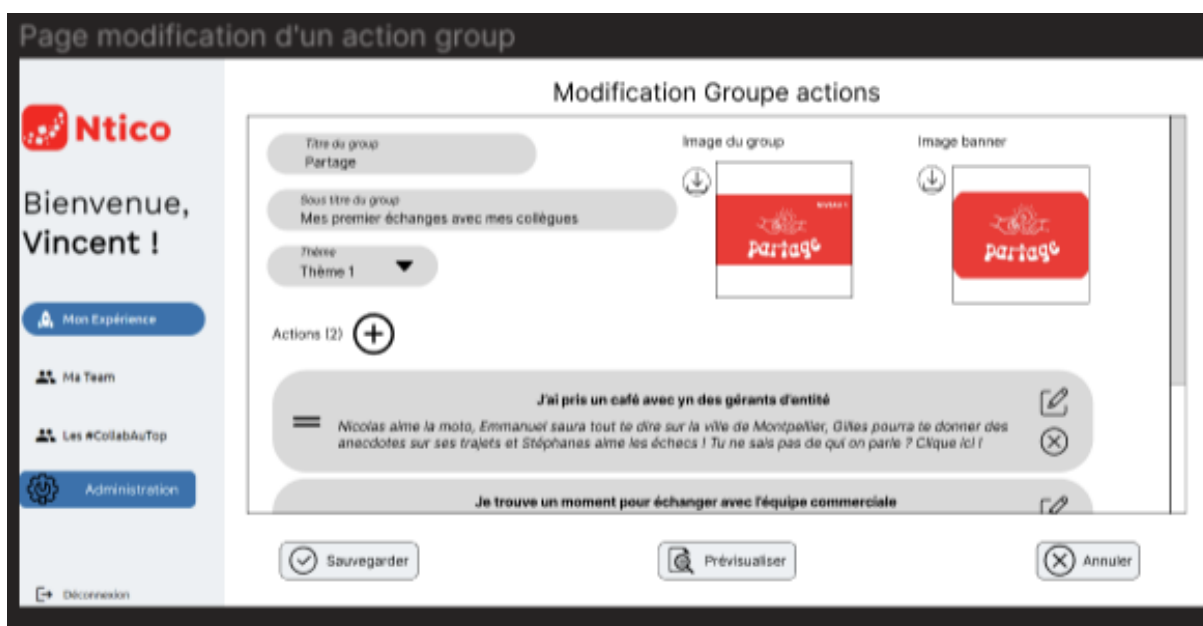 Page modification d'un action group
Ntico
Bienvenue,
Vincent !
Mon Expérience
Ma Team
Les #CollabAuTop
Administration
Déconnexion
Modification Groupe actions
Titre du group
Partage
Sous titre du group
Mes premier échanges avec mes collègues
Thème
Thème 1
Image du group
NIVEAU 1
partage
Image banner
partage
Actions (2)
J'ai pris un café avec yn des gérants d'entité
Nicolas aime la moto, Emmanuel saura tout te dire sur la ville de Montpellier, Gilles pourra te donner des
anecdotes sur ses trajets et Stéphanes aime les échecs ! Tu ne sais pas de qui on parle ? Clique ici !
Je trouve un moment pour échanger avec l'équipe commerciale
Sauvegarder
Prévisualiser
Annuler